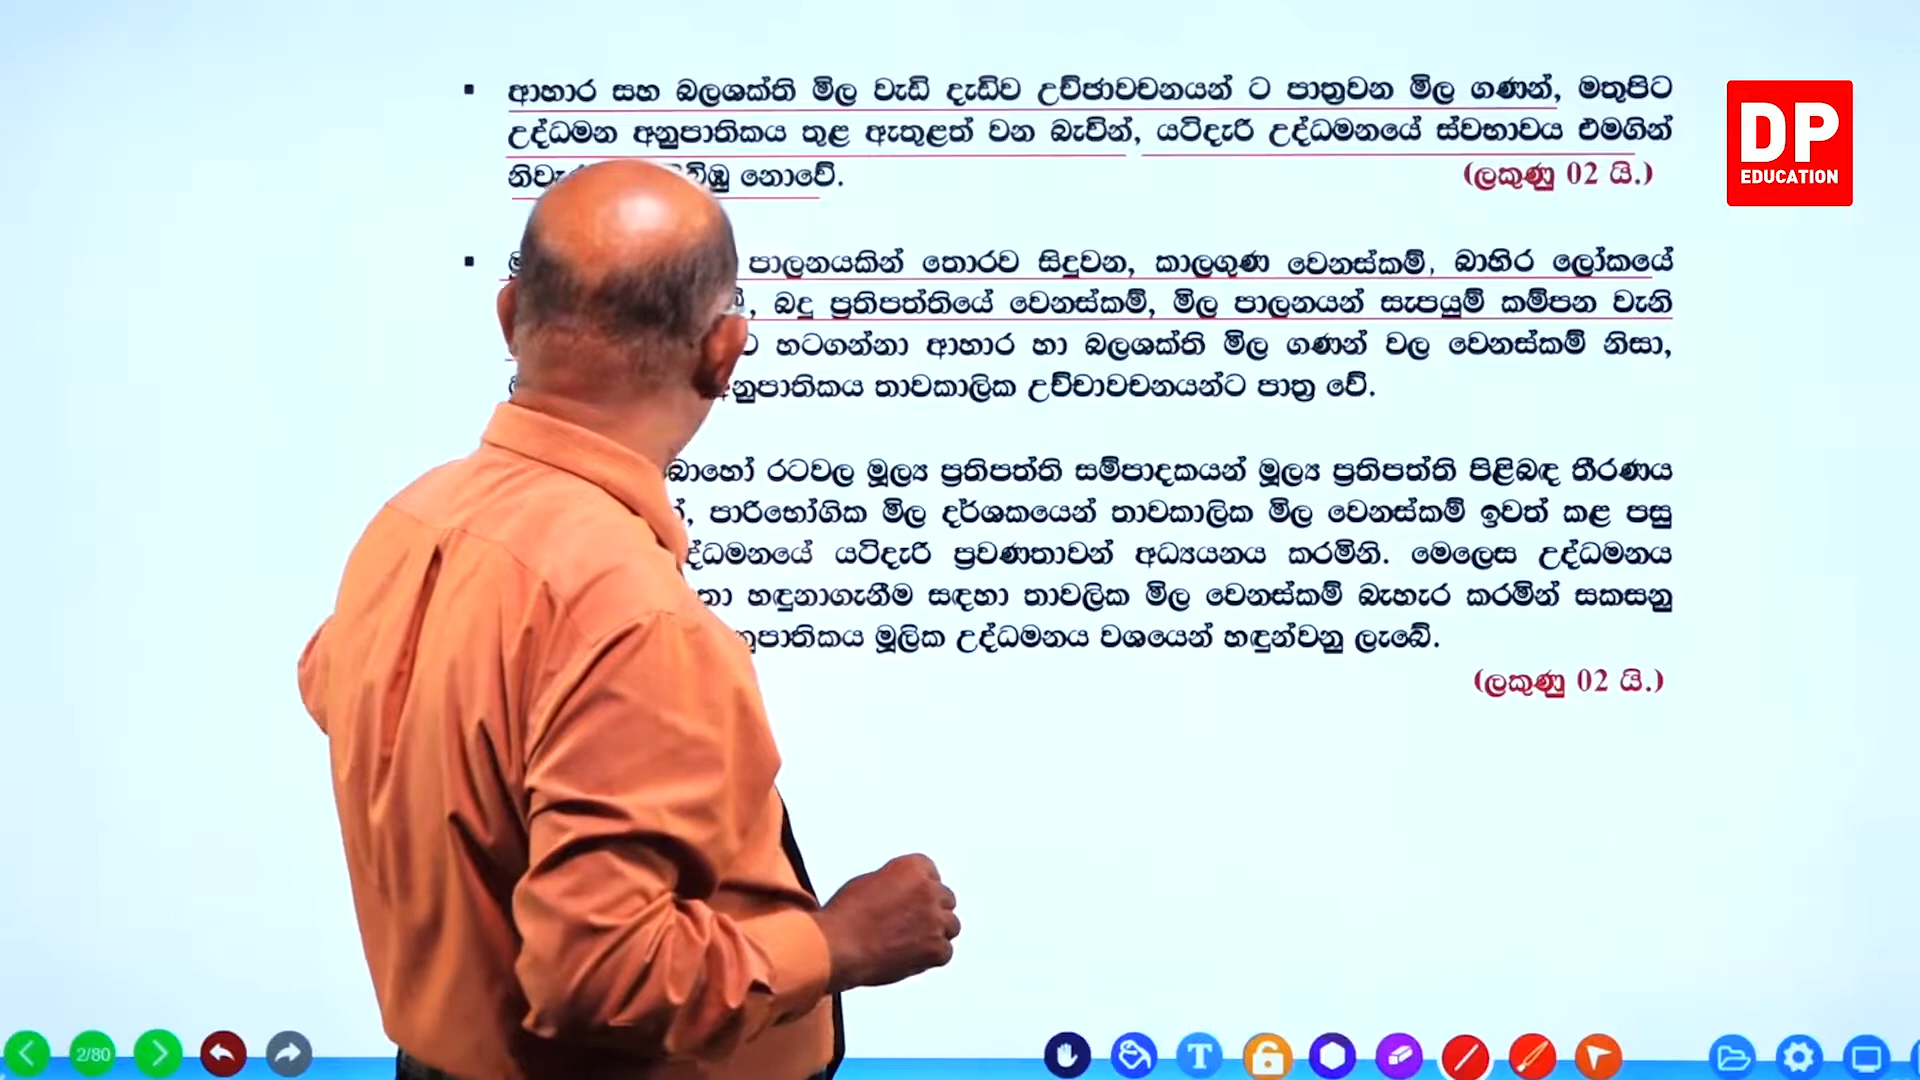 ▪ ආහාර සහ බලශක්ති මිල වැඩි දැඩිව උච්ජාවචනයන් ට පාත්‍රවන මිල ගණන්, මතුපිට
උද්ධමන අනුපාතිකය තුළ ඇතුළත් වන බැවින්, යටිදැරි උද්ධමනයේ ස්වභාවය එමගින්
නොවේ. (ලකුණු 02 යි.)
▪ පාලනයකින් තොරව සිදුවන, කාලගුණ වෙනස්කම්, බාහිර ලෝකයේ
බදු ප්‍රතිපත්තියේ වෙනස්කම්, මිල පාලනයන් සැපයුම් කම්පන වැනි
හටගන්නා ආහාර හා බලශක්ති මිල ගණන් වල වෙනස්කම් නිසා,
තාවකාලික උච්චාවචනයන්ට පාත්‍ර වේ.
බොහෝ රටවල මූල්‍ය ප්‍රතිපත්ති සම්පාදකයන් මූල්‍ය ප්‍රතිපත්ති පිළිබඳ තීරණය
පාරිභෝගික මිල දර්ශකයෙන් තාවකාලික මිල වෙනස්කම් ඉවත් කළ පසු
යටිදැරි ප්‍රවණතාවන් අධ්‍යයනය කරමිනි. මෙලෙස උද්ධමනය
හඳුනාගැනීම සඳහා තාවලික මිල වෙනස්කම් බැහැර කරමින් සකසනු
මූලික උද්ධමනය වශයෙන් හඳුන්වනු ලැබේ.
(ලකුණු 02 යි.)
DP
EDUCATION
2/80
T